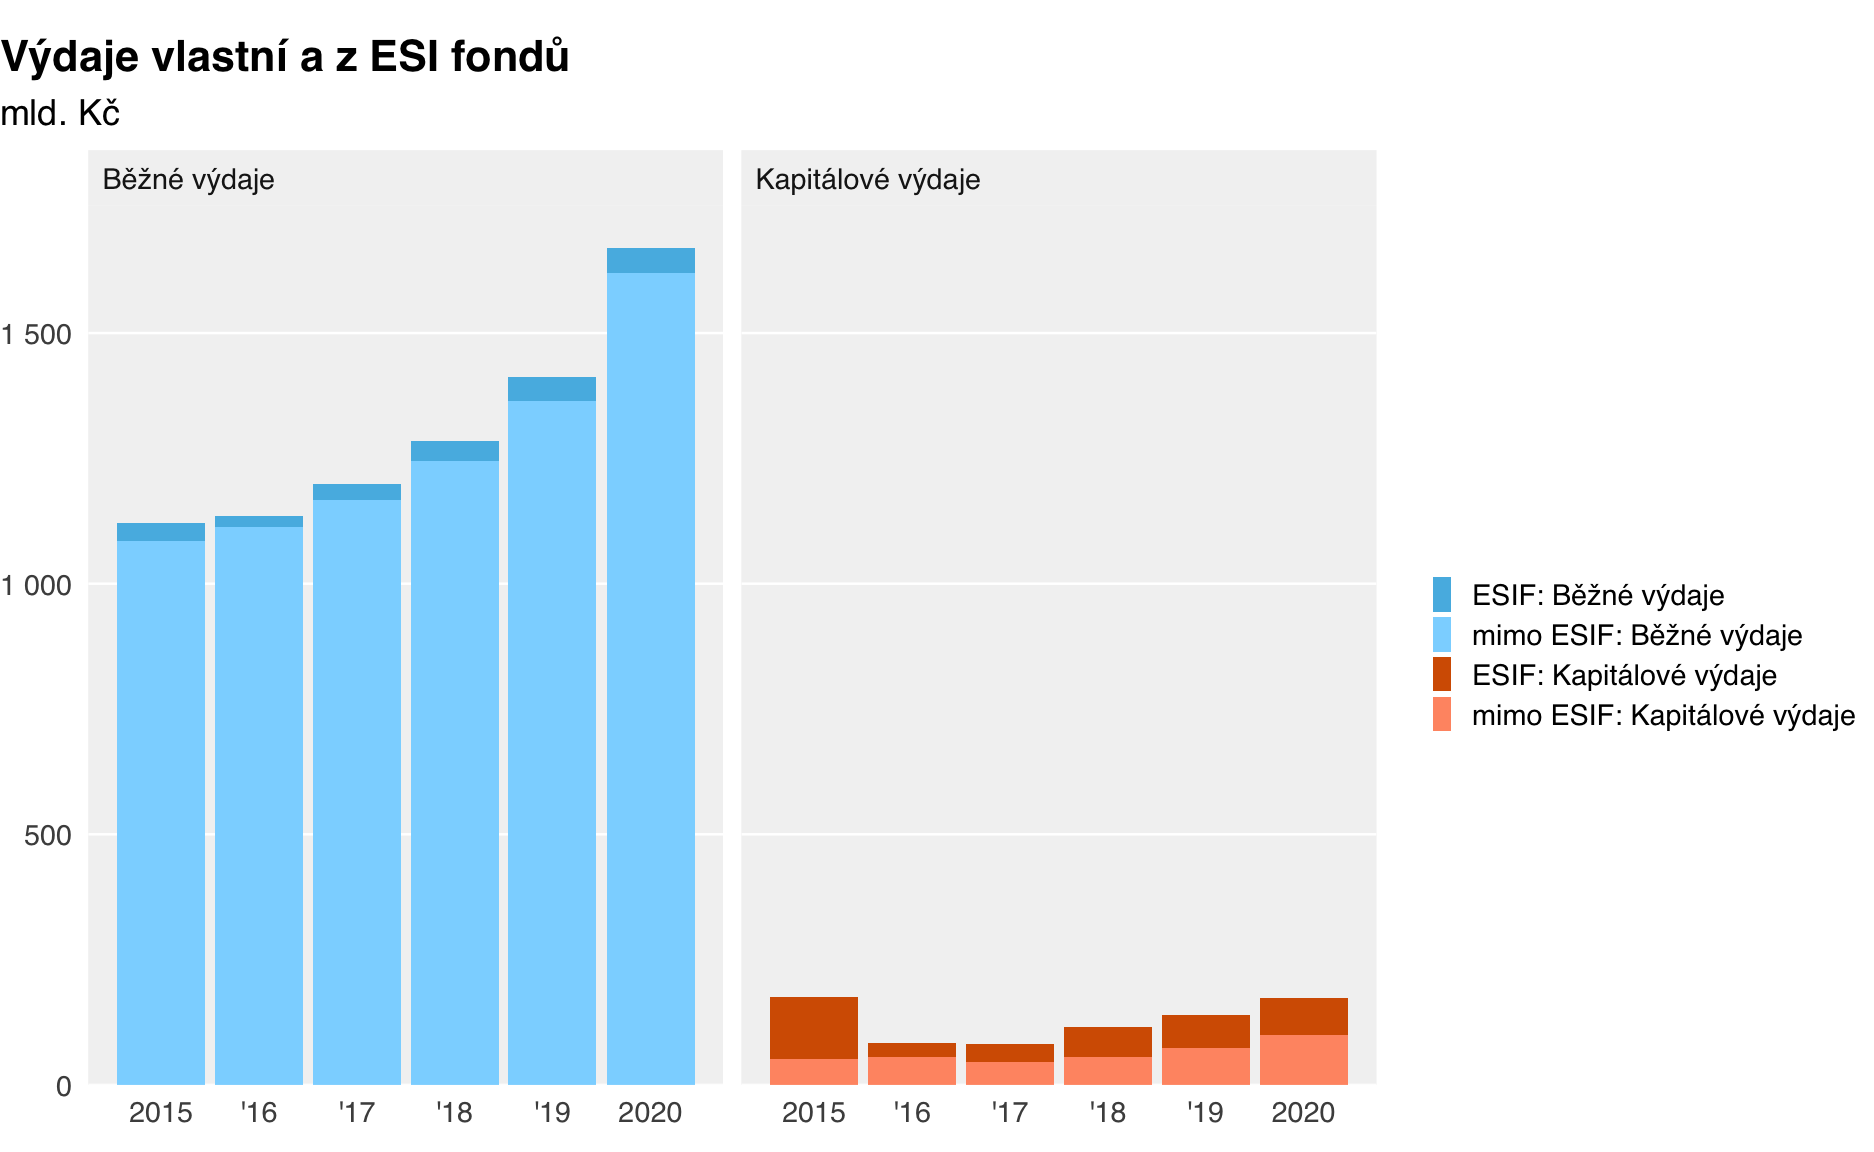 Výdaje vlastní a z ESI fondů
mld. Kč
Běžné výdaje
Kapitálové výdaje
1 500
1 000
500
0
2015 '16 '17 '18 '19 2020
2015 '16 '17 '18 '19 2020
ESIF: Běžné výdaje
mimo ESIF: Běžné výdaje
ESIF: Kapitálové výdaje
mimo ESIF: Kapitálové výdaje